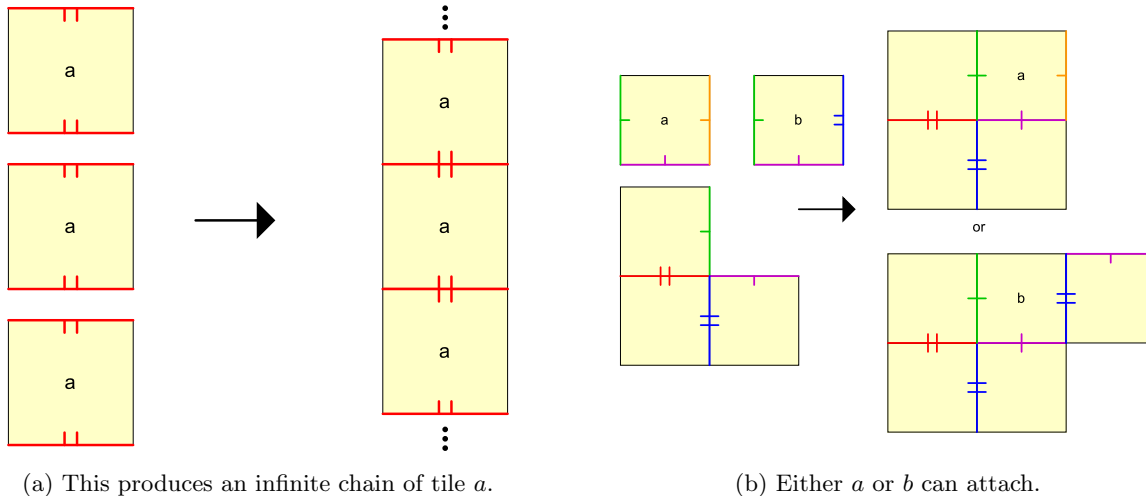 a
a
a
a
a
a
a
b
a
or
b
(a) This produces an infinite chain of tile a.
(b) Either a or b can attach.